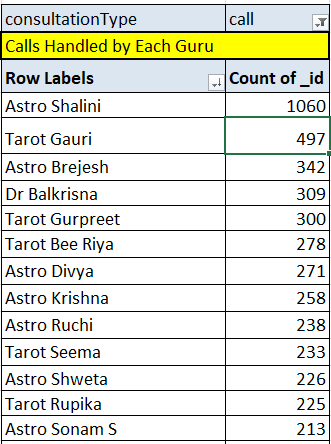 consultationType call
Calls Handled by Each Guru
Row Labels Count of _id
Astro Shalini 1060
Tarot Gauri 497
Astro Brejesh 342
Dr Balkrisna 309
Tarot Gurpreet 300
Tarot Bee Riya 278
Astro Divya 271
Astro Krishna 258
Astro Ruchi 238
Tarot Seema 233
Astro Shweta 226
Tarot Rupika 225
Astro Sonam S 213